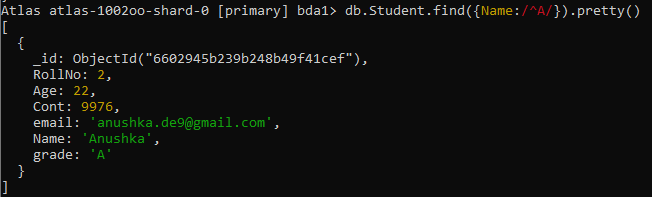 Atlas atlas-1002oo-shard-0 [primary] bda1> db.Student.find({Name:/^A/}).pretty()
[
  {
    _id: ObjectId("6602945b239b248b49f41cef"),
    RollNo: 2,
    Age: 22,
    Cont: 9976,
    email: 'anushka.de9@gmail.com',
    Name: 'Anushka',
    grade: 'A'
  }
]